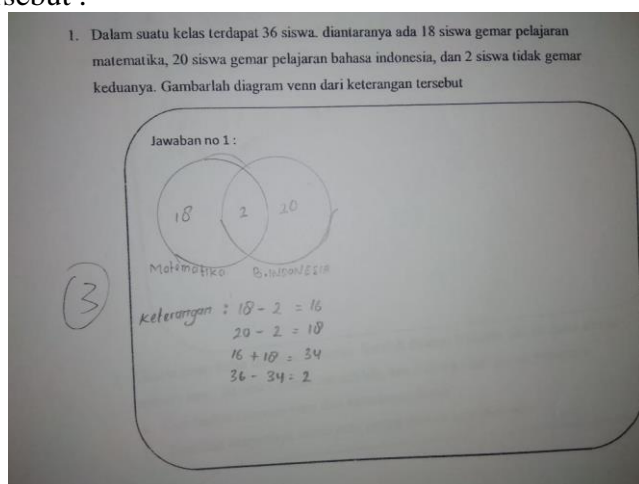 rsebut :
1. Dalam suatu kelas terdapat 36 siswa. diantaranya ada 18 siswa gemar pelajaran
matematika, 20 siswa gemar pelajaran bahasa indonesia, dan 2 siswa tidak gemar
keduanya. Gambarlah diagram venn dari keterangan tersebut
Jawaban no 1 :
18 2 20
Matematika B.INDONESIA
3
Keterangan : 18 - 2 = 16
20 - 2 = 18
16 + 18 = 34
36 - 34 = 2